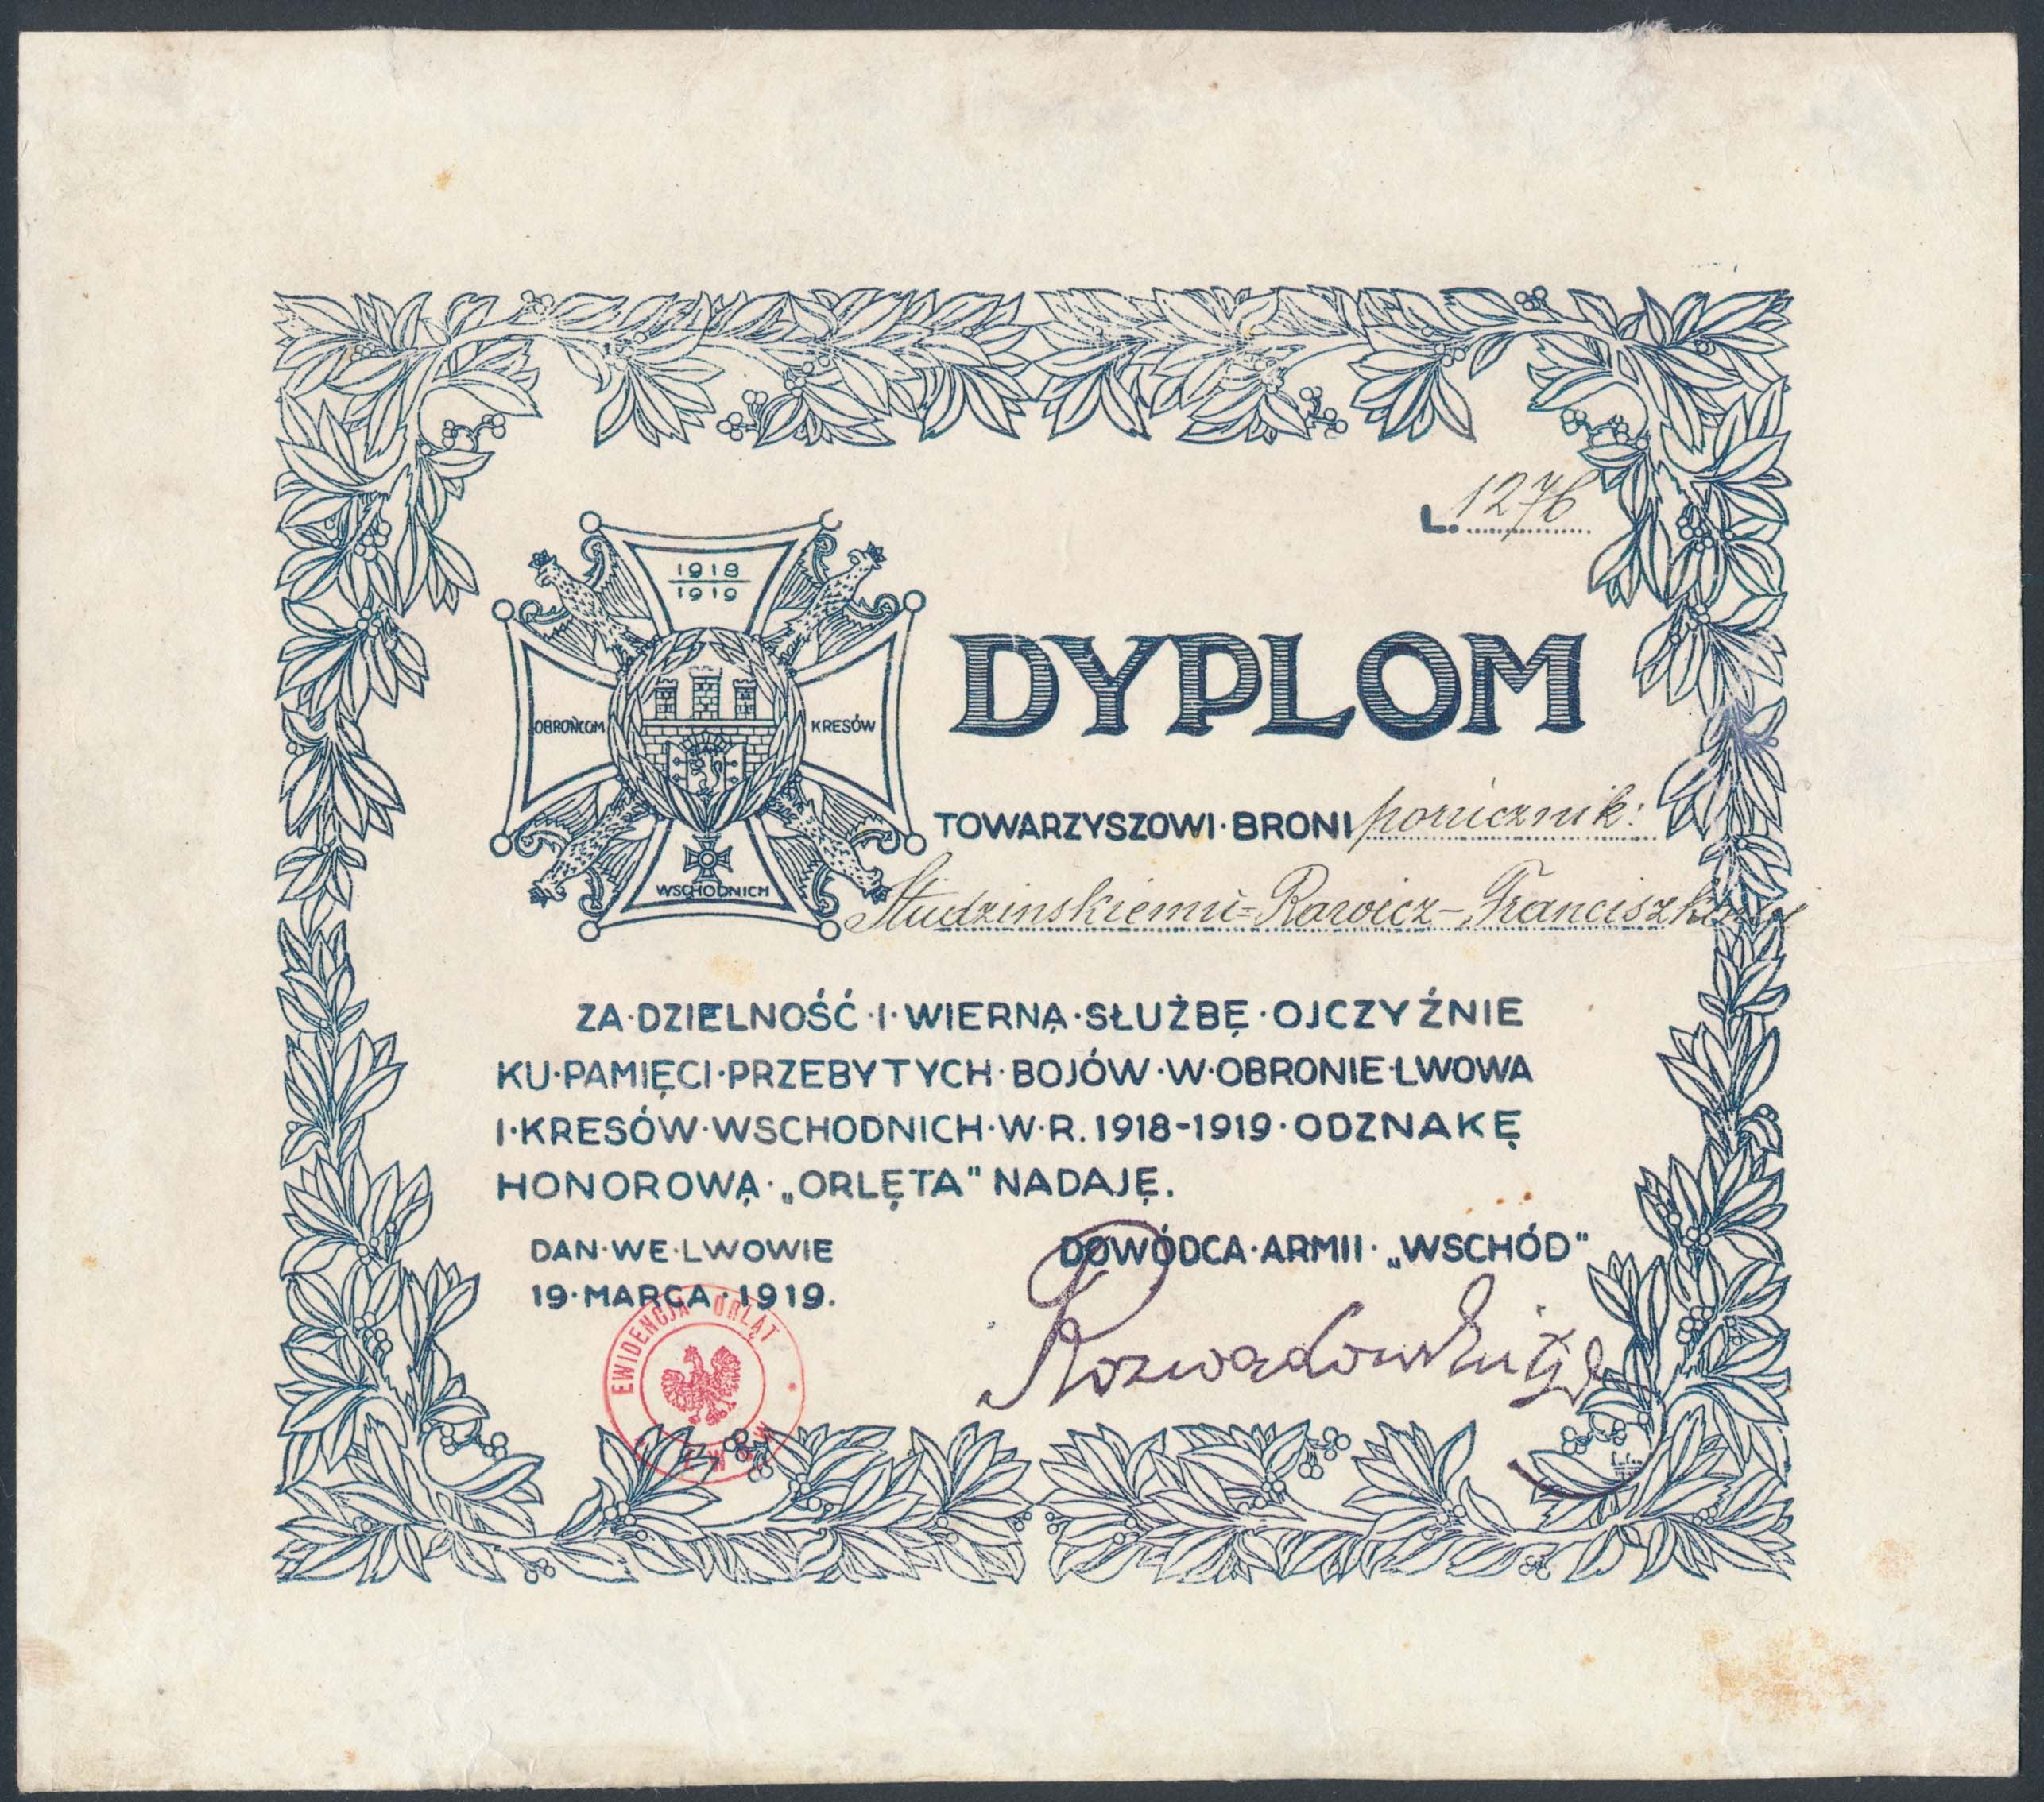 L. 1276
1918
1919
OBROŃCOM KRESÓW
WSCHODNICH
DYPLOM
TOWARZYSZOWI·BRONI porucznik:
Studzinskiemu=Rawicz-Franciszkowi
ZA·DZIELNOŚĆ·I·WIERNĄ·SŁUŻBĘ·OJCZYŹNIE
KU·PAMIĘCI·PRZEBYTYCH·BOJÓW·W·OBRONIE·LWOWA
I·KRESÓW·WSCHODNICH·W·R. 1918-1919·ODZNAKĘ
HONOROWĄ·„ORLĘTA" NADAJĘ.
DAN·WE·LWOWIE
19·MARCA·1919.
DOWÓDCA·ARMII·„WSCHÓD"
Rozwadowski
EWIDENCJA ORLĄT